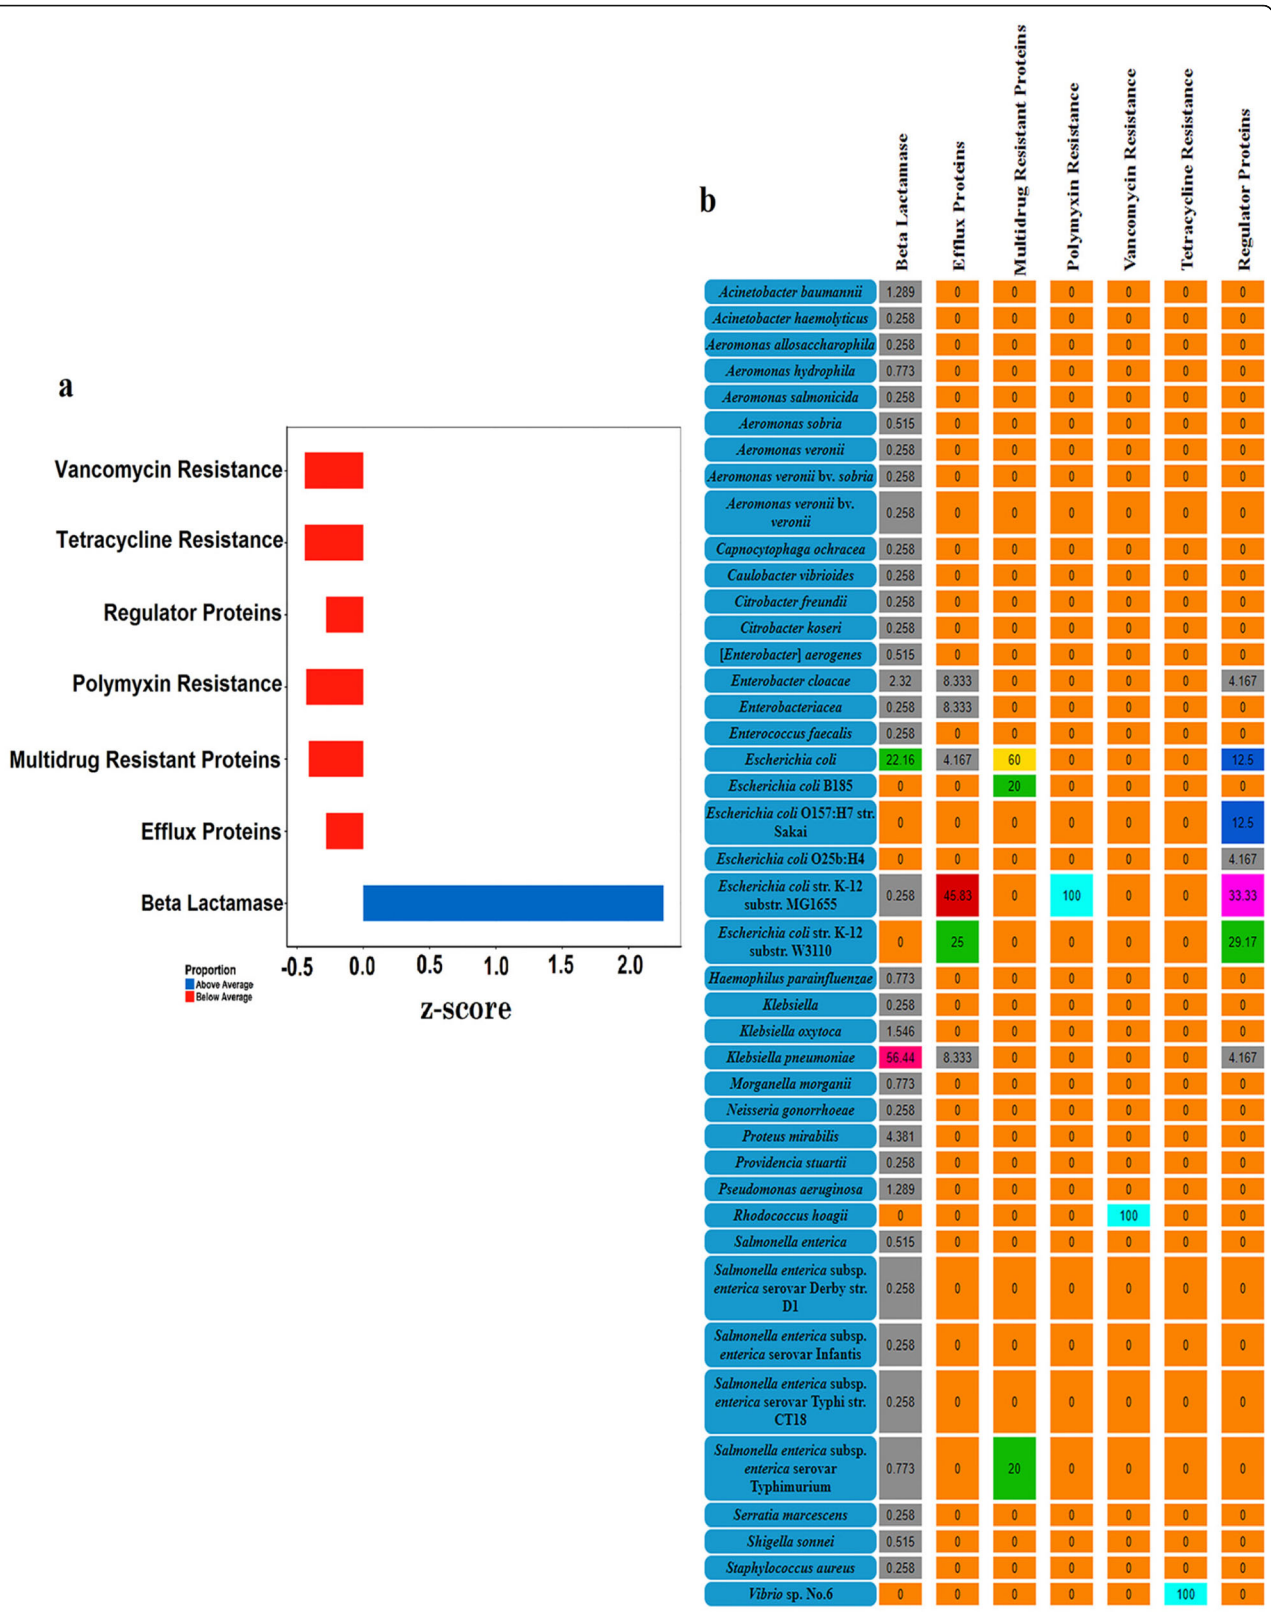 a
Vancomycin Resistance
Tetracycline Resistance
Regulator Proteins
Polymyxin Resistance
Multidrug Resistant Proteins
Efflux Proteins
Beta Lactamase
-0.5 0.0 0.5 1.0 1.5 2.0
z-score
Proportion
Above Average
Below Average
b
Beta Lactamase
Efflux Proteins
Multidrug Resistant Proteins
Polymyxin Resistance
Vancomycin Resistance
Tetracycline Resistance
Regulator Proteins
Acinetobacter baumannii 1.289 0 0 0 0 0 0
Acinetobacter haemolyticus 0.258 0 0 0 0 0 0
Aeromonas allosaccharophila 0.258 0 0 0 0 0 0
Aeromonas hydrophila 0.773 0 0 0 0 0 0
Aeromonas salmonicida 0.258 0 0 0 0 0 0
Aeromonas sobria 0.515 0 0 0 0 0 0
Aeromonas veronii 0.258 0 0 0 0 0 0
Aeromonas veronii bv. sobria 0.258 0 0 0 0 0 0
Aeromonas veronii bv.
veronii 0.258 0 0 0 0 0 0
Capnocytophaga ochracea 0.258 0 0 0 0 0 0
Caulobacter vibrioides 0.258 0 0 0 0 0 0
Citrobacter freundii 0.258 0 0 0 0 0 0
Citrobacter koseri 0.258 0 0 0 0 0 0
[Enterobacter] aerogenes 0.515 0 0 0 0 0 0
Enterobacter cloacae 2.32 8.333 0 0 0 0 4.167
Enterobacteriacea 0.258 8.333 0 0 0 0 0
Enterococcus faecalis 0.258 0 0 0 0 0 0
Escherichia coli 22.16 4.167 60 0 0 0 12.5
Escherichia coli B185 0 0 20 0 0 0 0
Escherichia coli O157:H7 str.
Sakai 0 0 0 0 0 0 12.5
Escherichia coli O25b:H4 0 0 0 0 0 0 4.167
Escherichia coli str. K-12
substr. MG1655 0.258 45.83 0 100 0 0 33.33
Escherichia coli str. K-12
substr. W3110 0 25 0 0 0 0 29.17
Haemophilus parainfluenzae 0.773 0 0 0 0 0 0
Klebsiella 0.258 0 0 0 0 0 0
Klebsiella oxytoca 1.546 0 0 0 0 0 0
Klebsiella pneumoniae 56.44 8.333 0 0 0 0 4.167
Morganella morganii 0.773 0 0 0 0 0 0
Neisseria gonorrhoeae 0.258 0 0 0 0 0 0
Proteus mirabilis 4.381 0 0 0 0 0 0
Providencia stuartii 0.258 0 0 0 0 0 0
Pseudomonas aeruginosa 1.289 0 0 0 0 0 0
Rhodococcus hoagii 0 0 0 0 100 0 0
Salmonella enterica 0.515 0 0 0 0 0 0
Salmonella enterica subsp.
enterica serovar Derby str.
D1 0.258 0 0 0 0 0 0
Salmonella enterica subsp.
enterica serovar Infantis 0.258 0 0 0 0 0 0
Salmonella enterica subsp.
enterica serovar Typhi str.
CT18 0.258 0 0 0 0 0 0
Salmonella enterica subsp.
enterica serovar
Typhimurium 0.773 0 20 0 0 0 0
Serratia marcescens 0.258 0 0 0 0 0 0
Shigella sonnei 0.515 0 0 0 0 0 0
Staphylococcus aureus 0.258 0 0 0 0 0 0
Vibrio sp. No.6 0 0 0 0 0 100 0